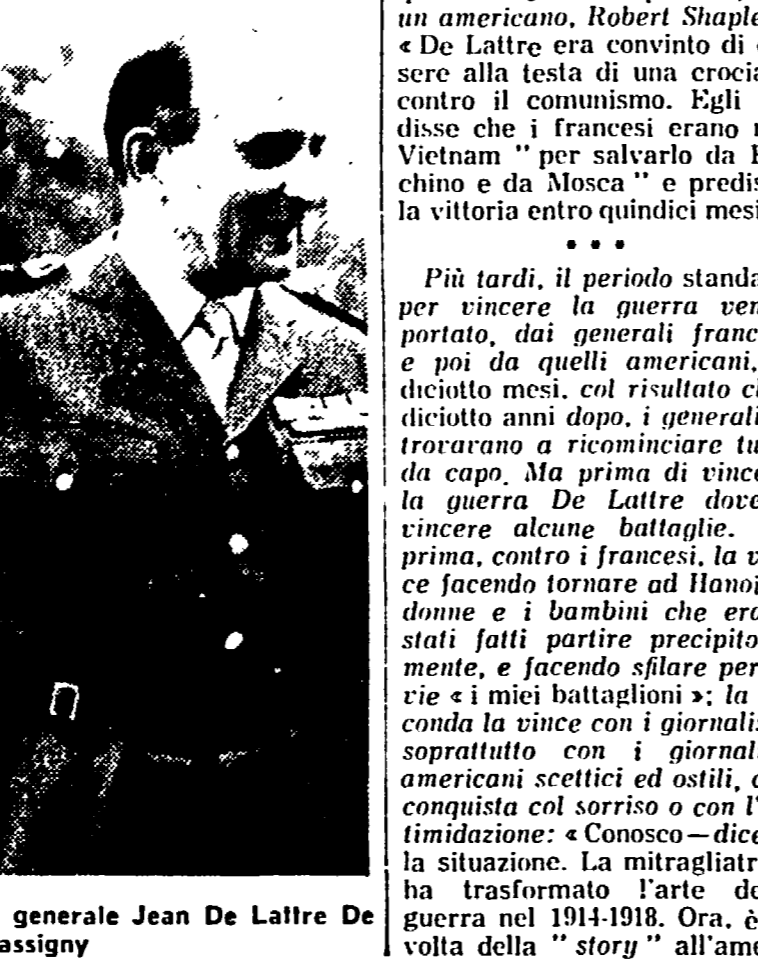 un americano, Robert Shaple
« De Lattre era convinto di
sere alla testa di una crocia
contro il comunismo. Egli
disse che i francesi erano
Vietnam " per salvarlo da
chino e da Mosca " e predis
la vittoria entro quindici mesi
• • •
Più tardi, il periodo standa
per vincere la guerra ven
portato, dai generali franc
e poi da quelli americani,
diciotto mesi, col risultato
diciotto anni dopo, i generali
trovavano a ricominciare tu
da capo. Ma prima di vince
la guerra De Lattre dove
vincere alcune battaglie.
prima, contro i francesi, la v
ce facendo tornare ad Hanoi
donne e i bambini che era
stati fatti partire precipito
mente, e facendo sfilare per
vie « i miei battaglioni »; la
conda la vince con i giornali
soprattutto con i giornal
americani scettici ed ostili,
conquista col sorriso o con l'
timidazione: « Conosco — dice
la situazione. La mitragliatr
ha trasformato l'arte de
guerra nel 1914-1918. Ora, è
volta della " story " all'ame
generale Jean De Lattre De
assigny